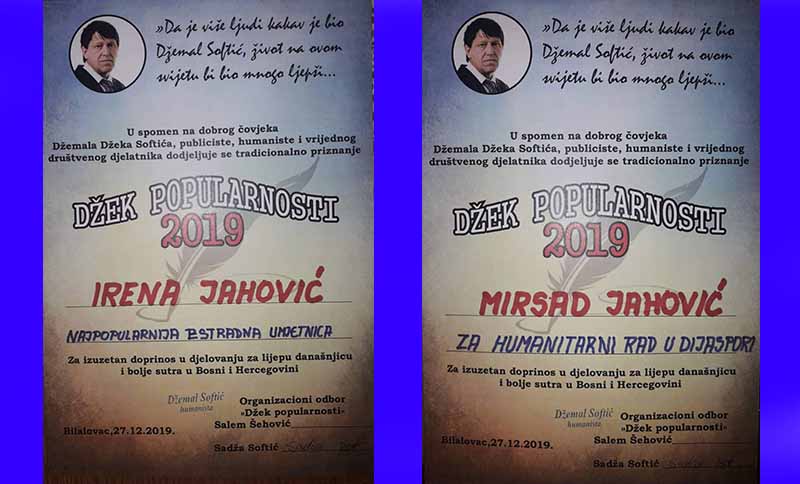 »Da je više ljudi kakav je bio
Džemal Softić, život na ovom
svijetu bi bio mnogo ljepši...
U spomen na dobrog čovjeka
Džemala Džeka Softića, publiciste, humaniste i vrijednog
društvenog djelatnika dodjeljuje se tradicionalno priznanje
DŽEK POPULARNOSTI
2019
IRENA JAHOVIĆ
NAJPOPULARNIJA ESTRADNA UMJETNICA
Za izuzetan doprinos u djelovanju za lijepu današnjicu
i bolje sutra u Bosni i Hercegovini
Džemal Softić
humanista
Organizacioni odbor
»Džek popularnosti«
Bilalovac,27.12.2019.
Salem Šehović
Sadža Softić
»Da je više ljudi kakav je bio
Džemal Softić, život na ovom
svijetu bi bio mnogo ljepši...
U spomen na dobrog čovjeka
Džemala Džeka Softića, publiciste, humaniste i vrijednog
društvenog djelatnika dodjeljuje se tradicionalno priznanje
DŽEK POPULARNOSTI
2019
MIRSAD JAHOVIĆ
ZA HUMANITARNI RAD U DIJASPORI
Za izuzetan doprinos u djelovanju za lijepu današnjicu
i bolje sutra u Bosni i Hercegovini
Džemal Softić
humanista
Organizacioni odbor
»Džek popularnosti«
Bilalovac,27.12.2019.
Salem Šehović
Sadža Softić